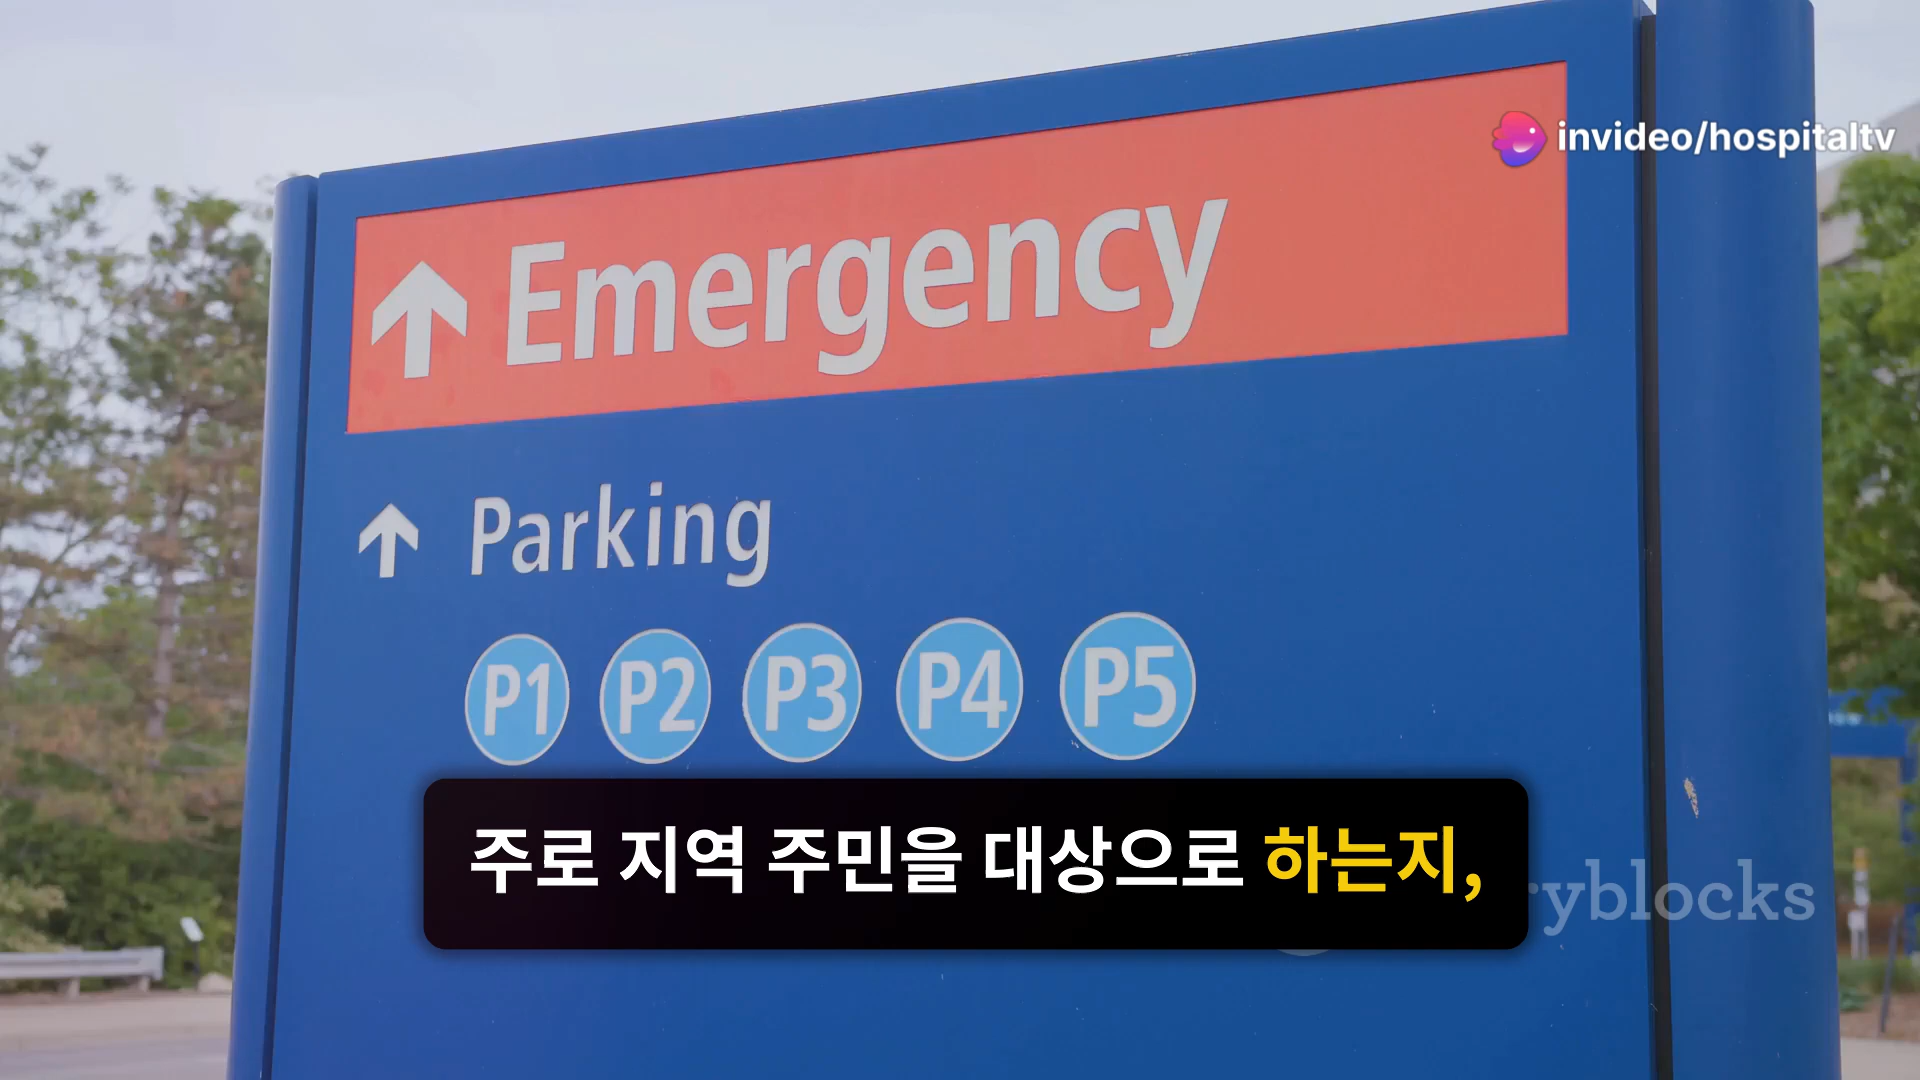 invideo/hospitaltv
Emergency
Parking
P1 P2 P3 P4 P5
주로 지역 주민을 대상으로 하는지,
ryblocks